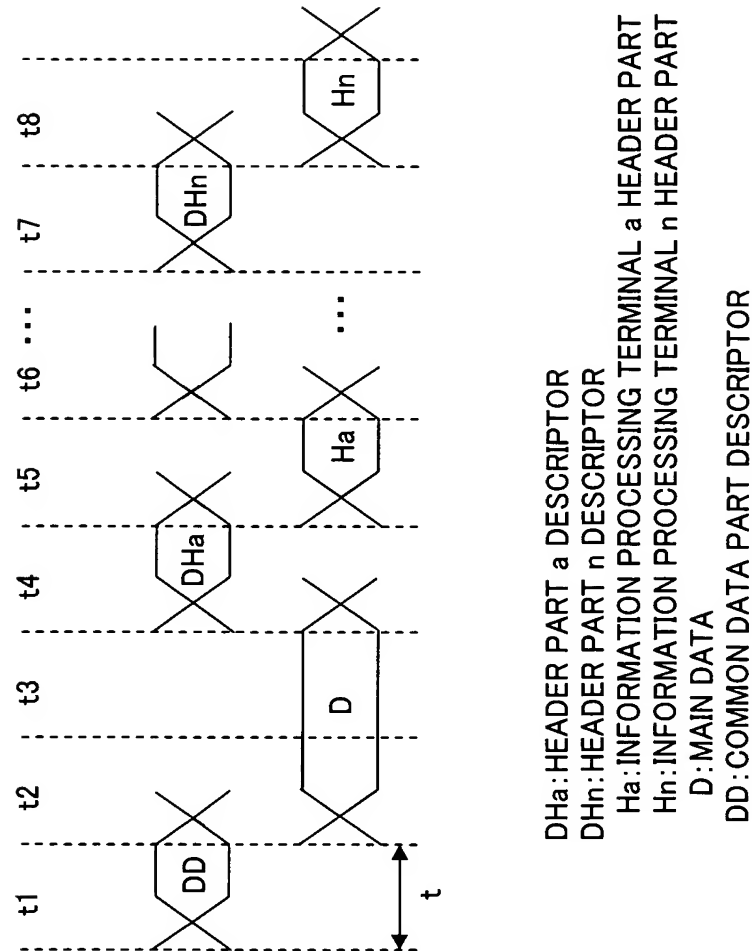 t1 t2 t3 t4 t5 t6 ... t7 t8
DD DHa DHn
D Ha ... Hn
t
DHa:HEADER PART a DESCRIPTOR
DHn:HEADER PART n DESCRIPTOR
Ha:INFORMATION PROCESSING TERMINAL a HEADER PART
Hn:INFORMATION PROCESSING TERMINAL n HEADER PART
D:MAIN DATA
DD:COMMON DATA PART DESCRIPTOR